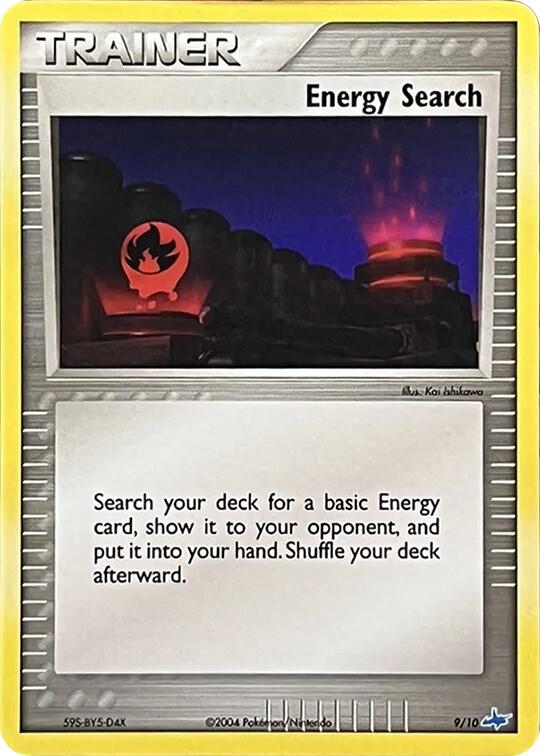 TRAINER
Energy Search
Illus. Kai Ishikawa
Search your deck for a basic Energy
card, show it to your opponent, and
put it into your hand. Shuffle your deck
afterward.
59S-BY5-D4X
©2004 Pokémon/Nintendo
9/10